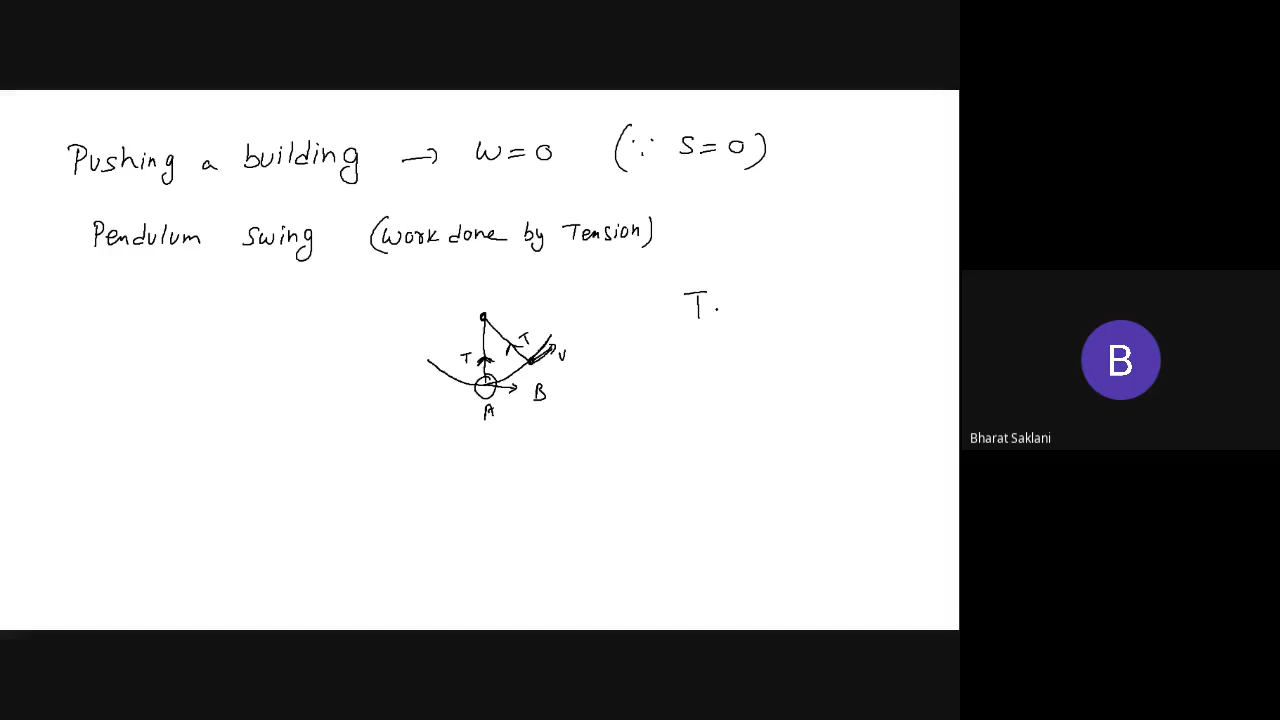 Pushing a building → W = 0 (∵ S = 0)
Pendulum swing (work done by Tension)
T.
T T V
B
A
B
Bharat Saklani